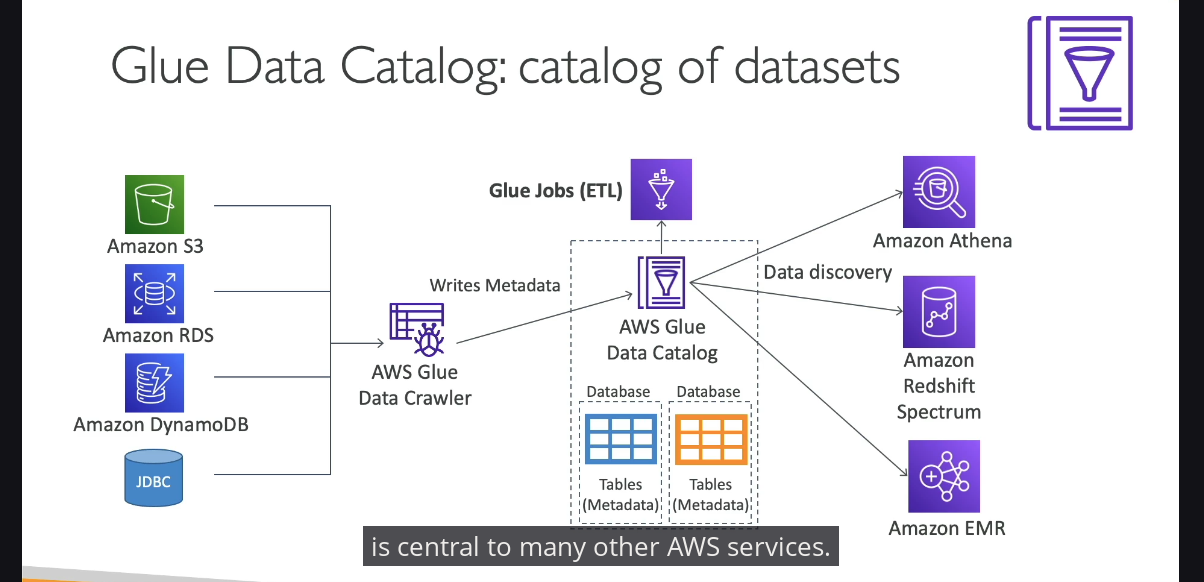 Glue Data Catalog: catalog of datasets
Amazon S3
Amazon RDS
Amazon DynamoDB
JDBC
AWS Glue
Data Crawler
Writes Metadata
Glue Jobs (ETL)
AWS Glue
Data Catalog
Database
Tables
(Metadata)
Database
Tables
(Metadata)
Data discovery
Amazon Athena
Amazon
Redshift
Spectrum
Amazon EMR
is central to many other AWS services.